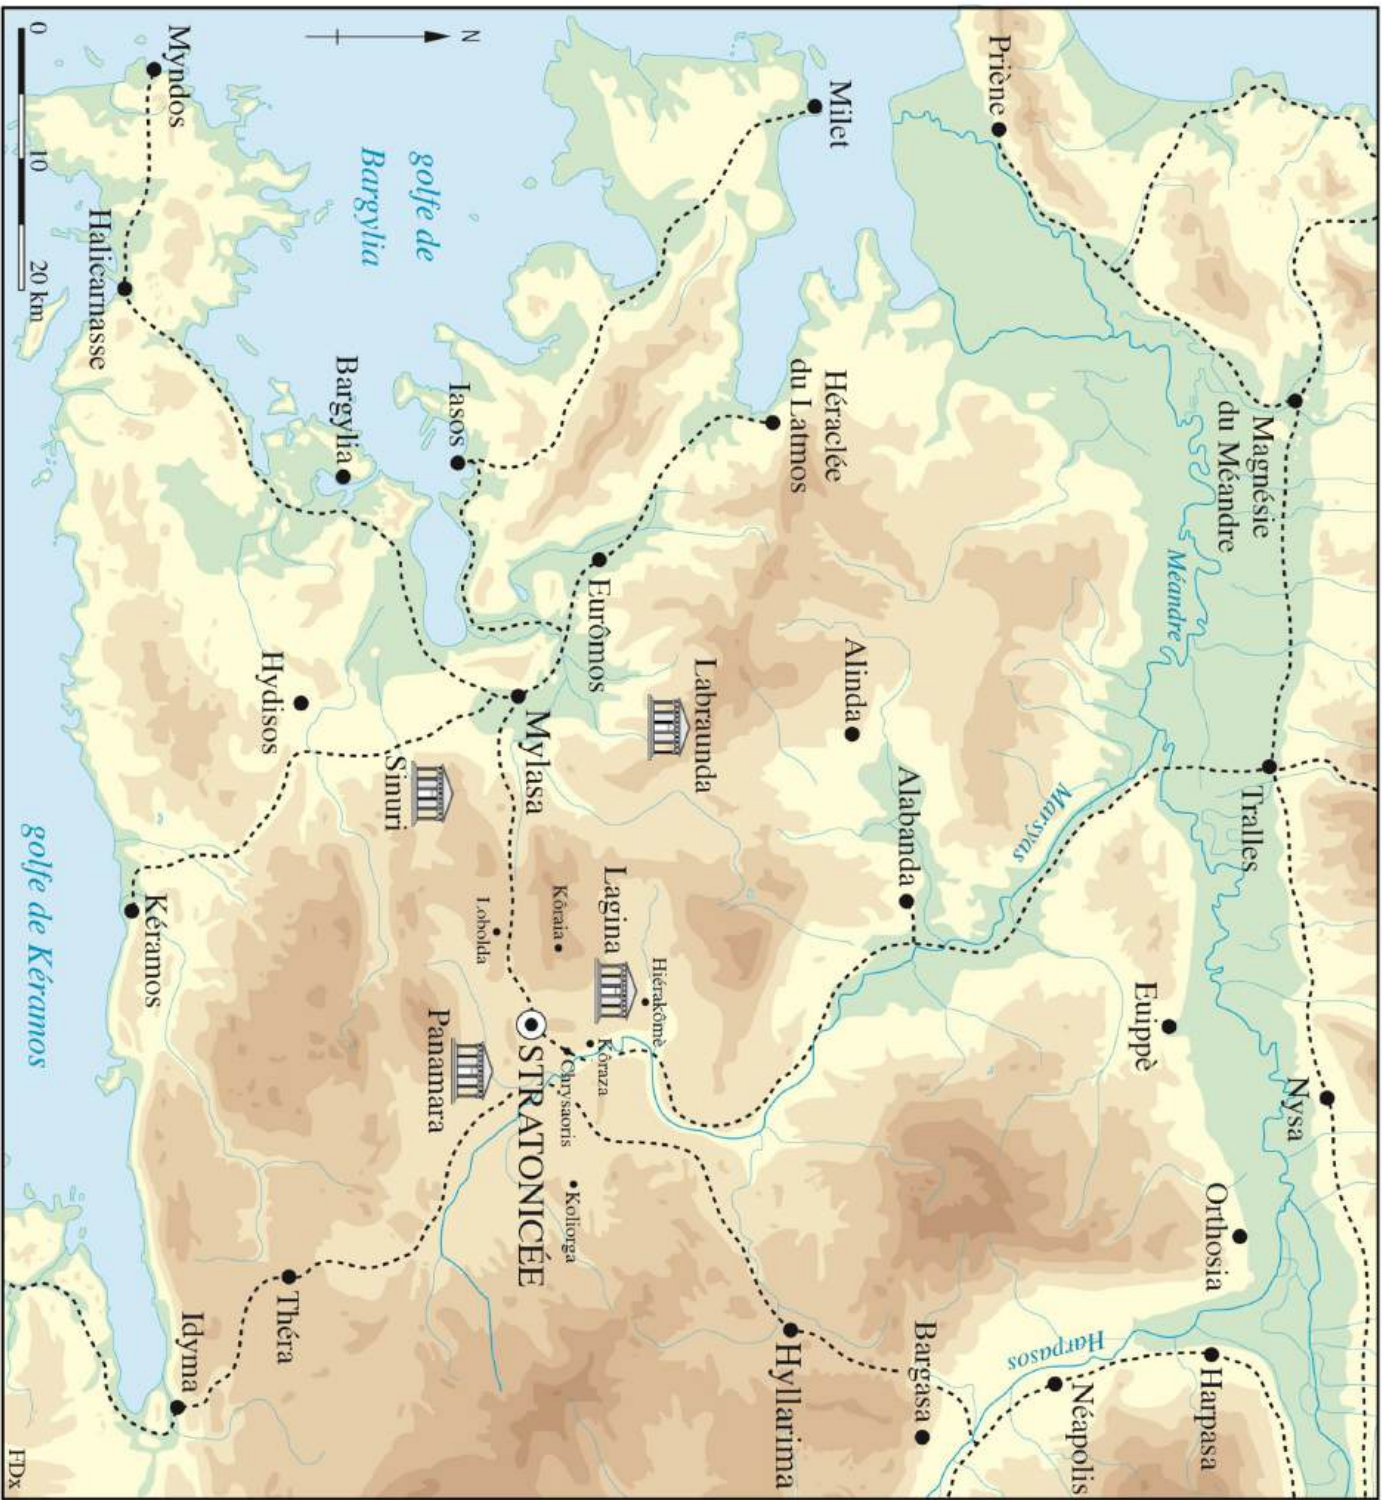 Priène
Magnésie
du Méandre
Méandre
Tralles
Nysa
Euippè
Orthosia
Harpasa
Néapolis
Harpasos
Bargasa
Hyllarima
Marsyas
Alabanda
Alinda
Milet
Héraclée
du Latmos
Eurômos
Labraunda
Lagina
Hiérakômè
Kôraza
Kôraia
Lobolda
Chrysaoris
Koliorga
STRATONICÉE
Panamara
Mylasa
Sinuri
Iasos
Bargylia
golfe de
Bargylia
Hydisos
Myndos
Halicarnasse
Kéramos
Théra
Idyma
golfe de Kéramos
N
0 10 20 km
FDx